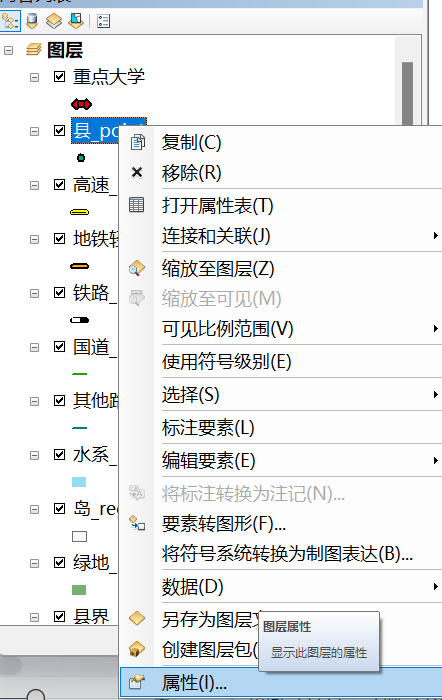 图层
重点大学
县_po
复制(C)
移除(R)
高速_
打开属性表(T)
地铁轻
连接和关联(J)
缩放至图层(Z)
铁路_
缩放至可见(M)
可见比例范围(V)
国道_
使用符号级别(E)
其他路
选择(S)
标注要素(L)
水系_
编辑要素(E)
将标注转换为注记(N)...
岛_reg
要素转图形(F)...
将符号系统转换为制图表达(B)...
绿地_
数据(D)
县界_
另存为图层文
图层属性
创建图层包(
显示此图层的属性
属性(I)...